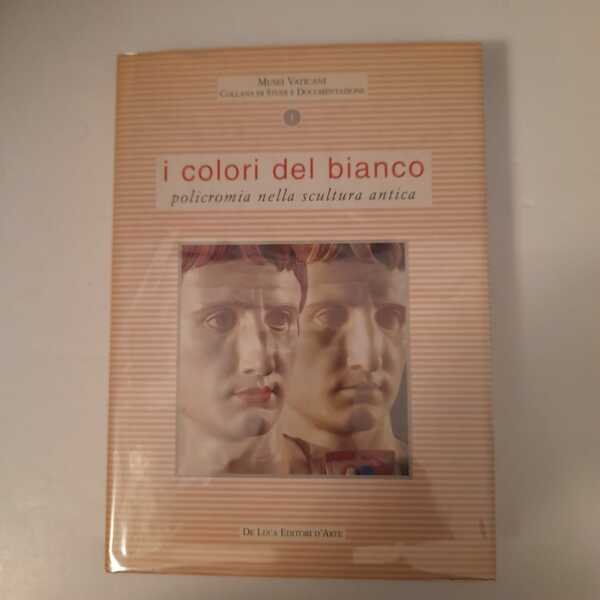 MUSEI VATICANI
COLLANA DI STUDI E DOCUMENTAZIONE
1
i colori del bianco
policromia nella scultura antica
DE LUCA EDITORI D'ARTE